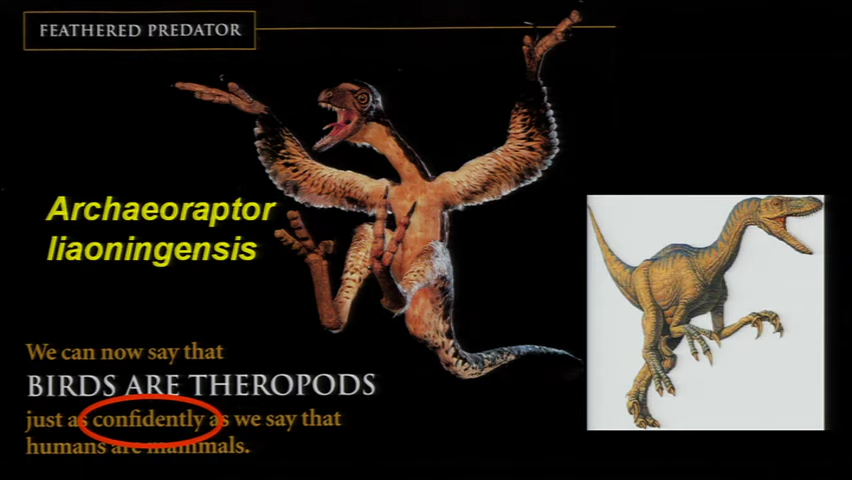 FEATHERED PREDATOR
Archaeoraptor
liaoningensis
We can now say that
BIRDS ARE THEROPODS
just as confidently as we say that
humans are mammals.